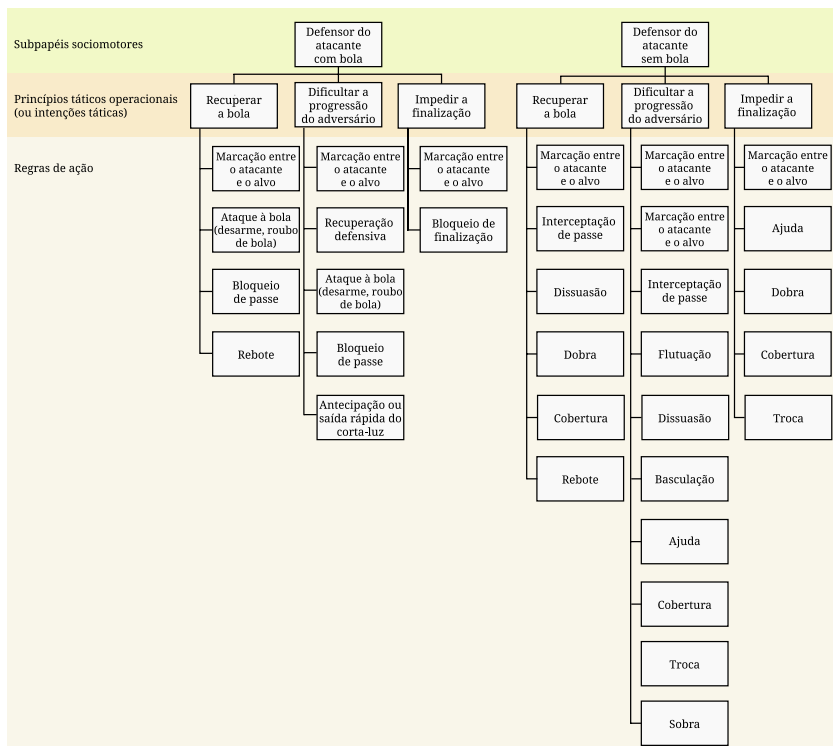 Subpapéis sociomotores
Defensor do
atacante
com bola
Defensor do
atacante
sem bola
Princípios táticos operacionais
(ou intenções táticas)
Recuperar
a bola
Dificultar a
progressão
do adversário
Impedir a
finalização
Recuperar
a bola
Dificultar a
progressão
do adversário
Impedir a
finalização
Regras de ação
Marcação entre
o atacante
e o alvo
Ataque à bola
(desarme, roubo
de bola)
Bloqueio
de passe
Rebote
Marcação entre
o atacante
e o alvo
Recuperação
defensiva
Ataque à bola
(desarme, roubo
de bola)
Bloqueio
de passe
Antecipação ou
saída rápida do
corta-luz
Marcação entre
o atacante
e o alvo
Bloqueio de
finalização
Marcação entre
o atacante
e o alvo
Interceptação
de passe
Dissuasão
Dobra
Cobertura
Rebote
Marcação entre
o atacante
e o alvo
Marcação entre
o atacante
e o alvo
Interceptação
de passe
Flutuação
Dissuasão
Basculação
Ajuda
Cobertura
Troca
Sobra
Marcação entre
o atacante
e o alvo
Ajuda
Dobra
Cobertura
Troca